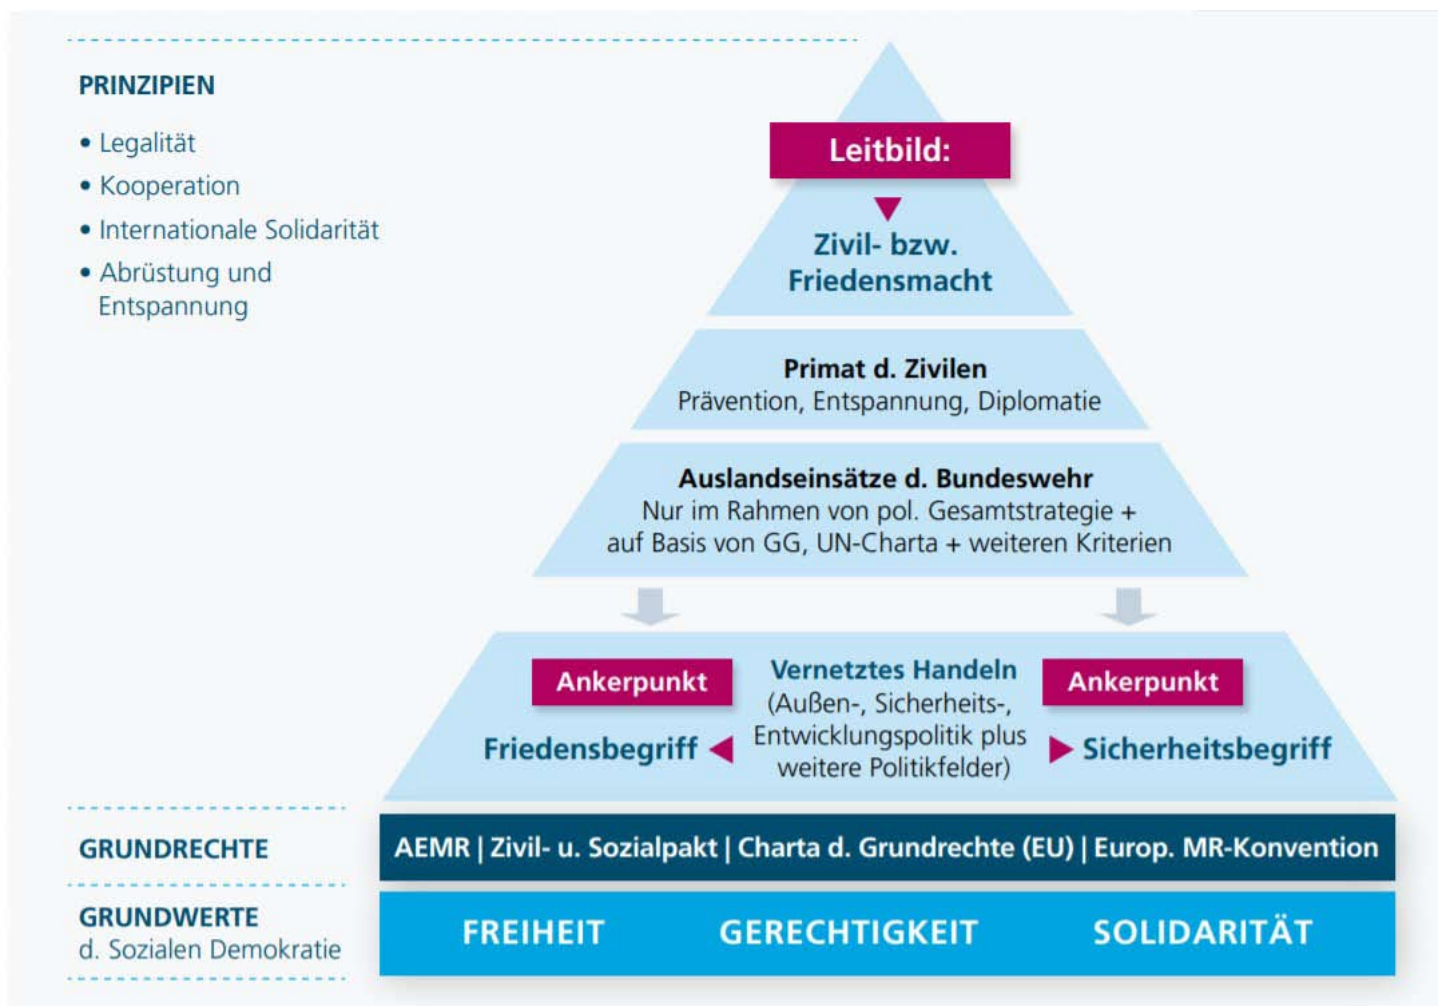 PRINZIPIEN
• Legalität
• Kooperation
• Internationale Solidarität
• Abrüstung und
Entspannung
Leitbild:
Zivil- bzw.
Friedensmacht
Primat d. Zivilen
Prävention, Entspannung, Diplomatie
Auslandseinsätze d. Bundeswehr
Nur im Rahmen von pol. Gesamtstrategie +
auf Basis von GG, UN-Charta + weiteren Kriterien
Ankerpunkt
Friedensbegriff
Vernetztes Handeln
(Außen-, Sicherheits-,
Entwicklungspolitik plus
weitere Politikfelder)
Ankerpunkt
Sicherheitsbegriff
GRUNDRECHTE
AEMR | Zivil- u. Sozialpakt | Charta d. Grundrechte (EU) | Europ. MR-Konvention
GRUNDWERTE
d. Sozialen Demokratie
FREIHEIT GERECHTIGKEIT SOLIDARITÄT